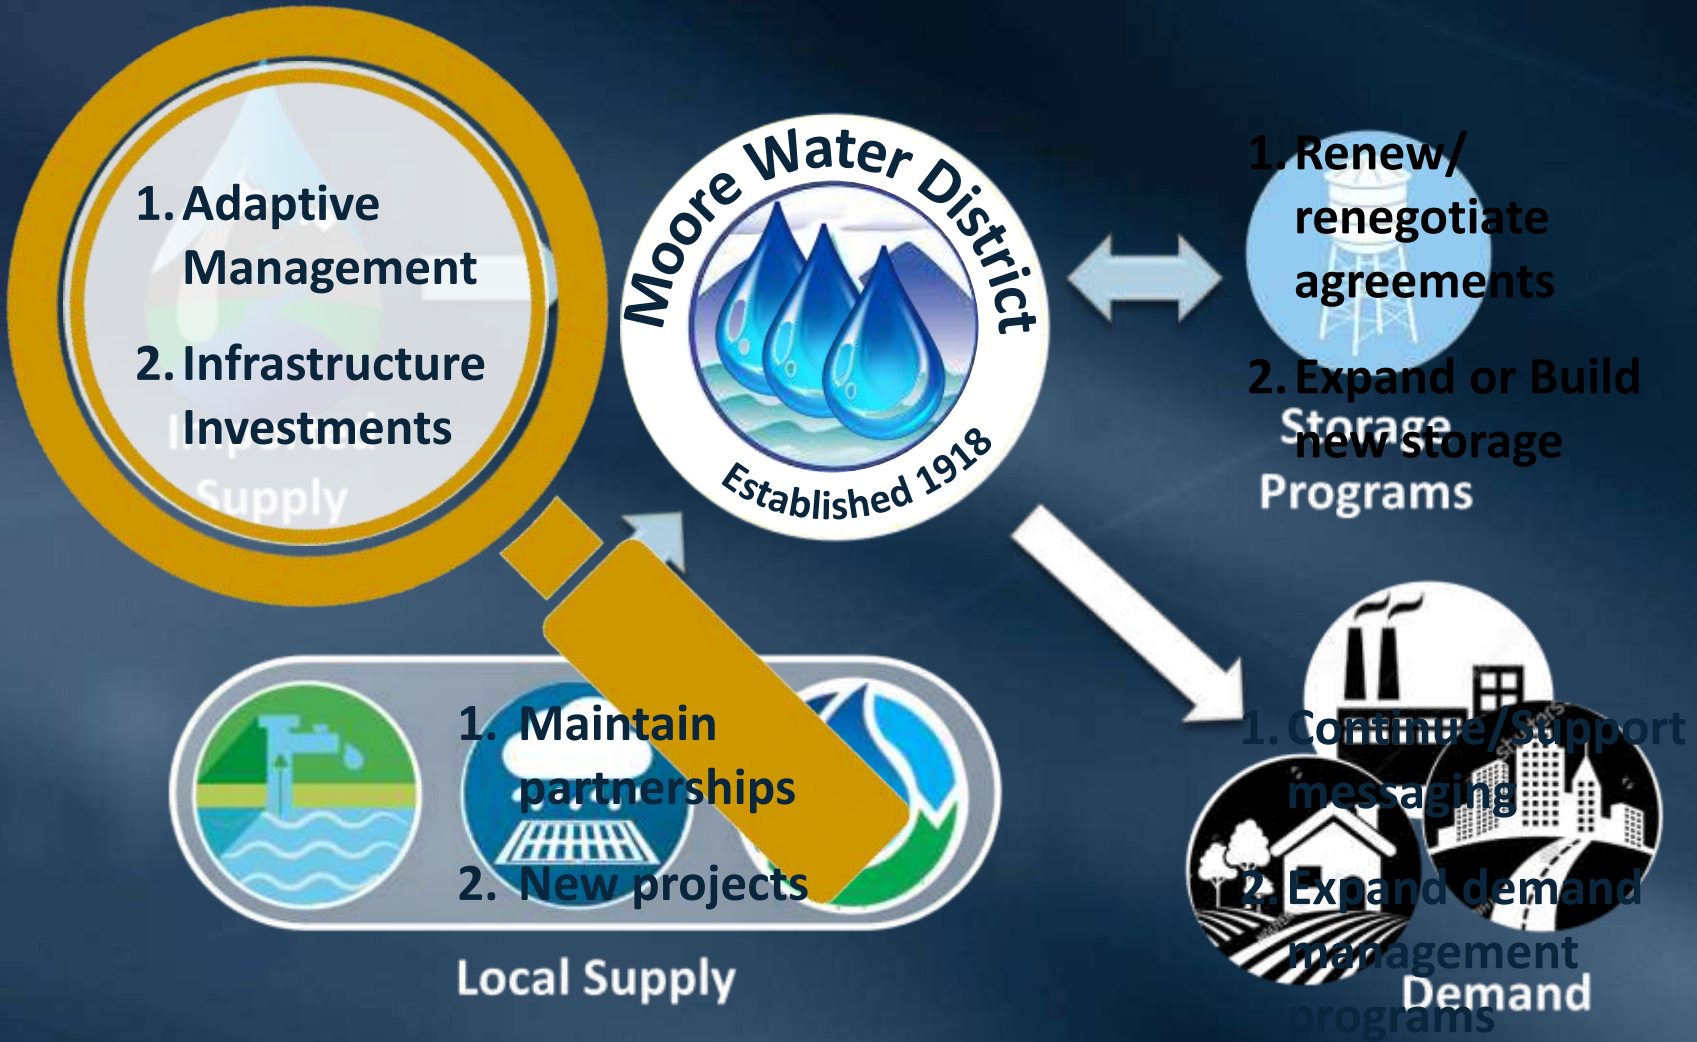 1. Adaptive
Management
2. Infrastructure
Investments
Imported
Supply
Moore Water District
Established 1918
1. Renew/
renegotiate
agreements
2. Expand or Build
new storage
Storage
Programs
1. Maintain
partnerships
2. New projects
Local Supply
1. Continue/Support
messaging
2. Expand demand
management
programs
Demand